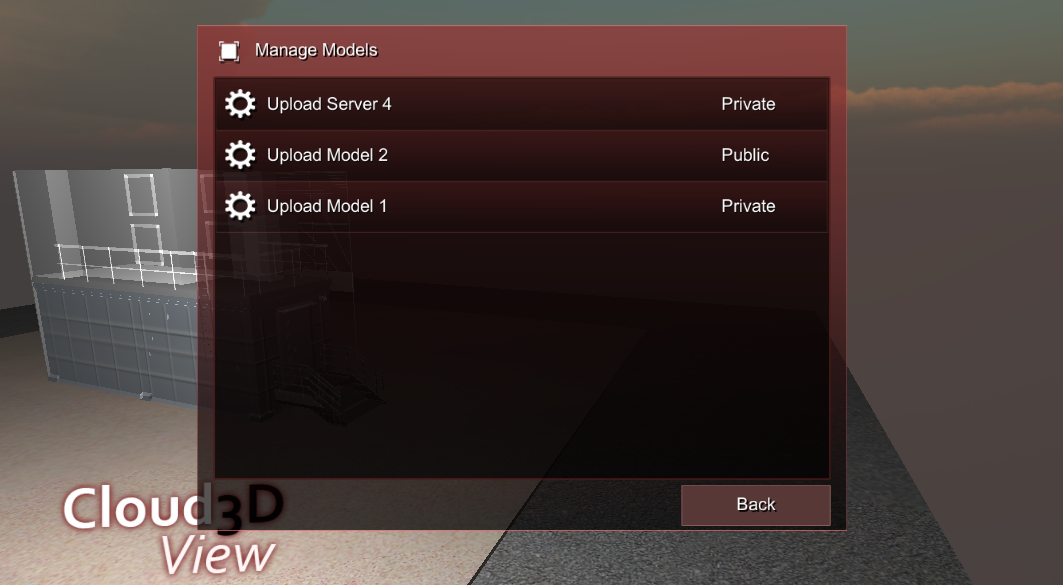 Manage Models
Upload Server 4 Private
Upload Model 2 Public
Upload Model 1 Private
Back
Cloud3D
View